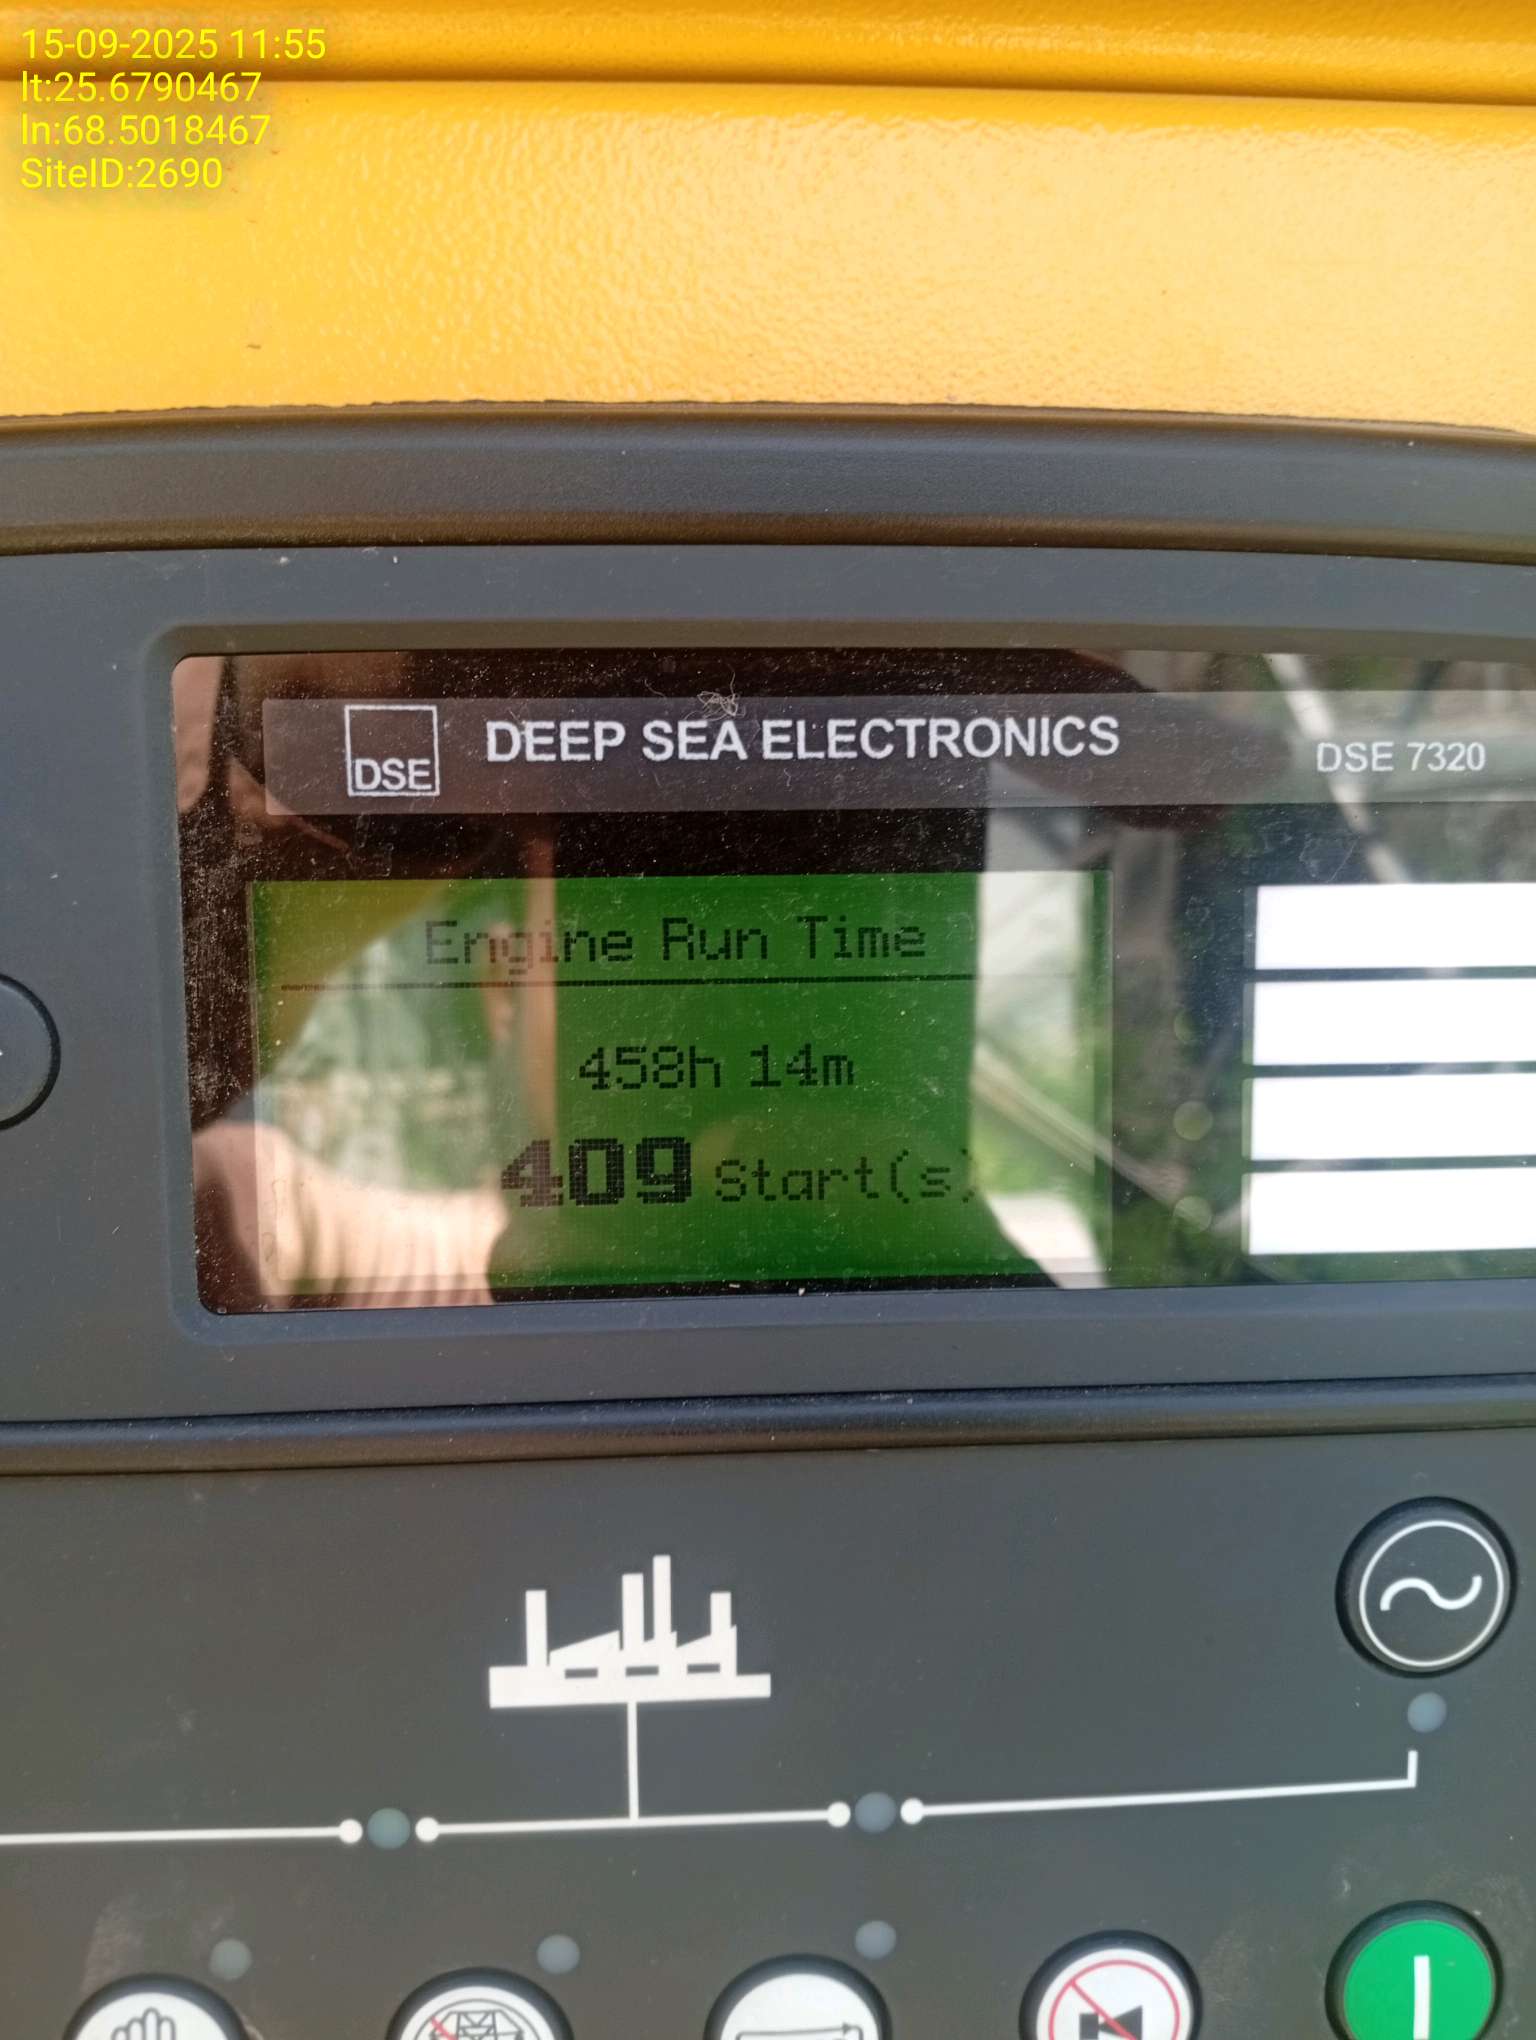 15-09-2025 11:55
lt:25.6790467
ln:68.5018467
SiteID:2690
DSE DEEP SEA ELECTRONICS
DSE 7320
Engine Run Time
458h 14m
409 Start(s)